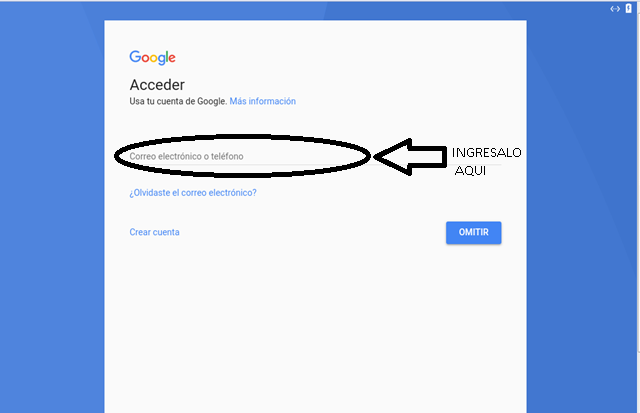 Google
Acceder
Usa tu cuenta de Google. Más información
Correo electrónico o teléfono
INGRESALO
AQUI
¿Olvidaste el correo electrónico?
Crear cuenta
OMITIR